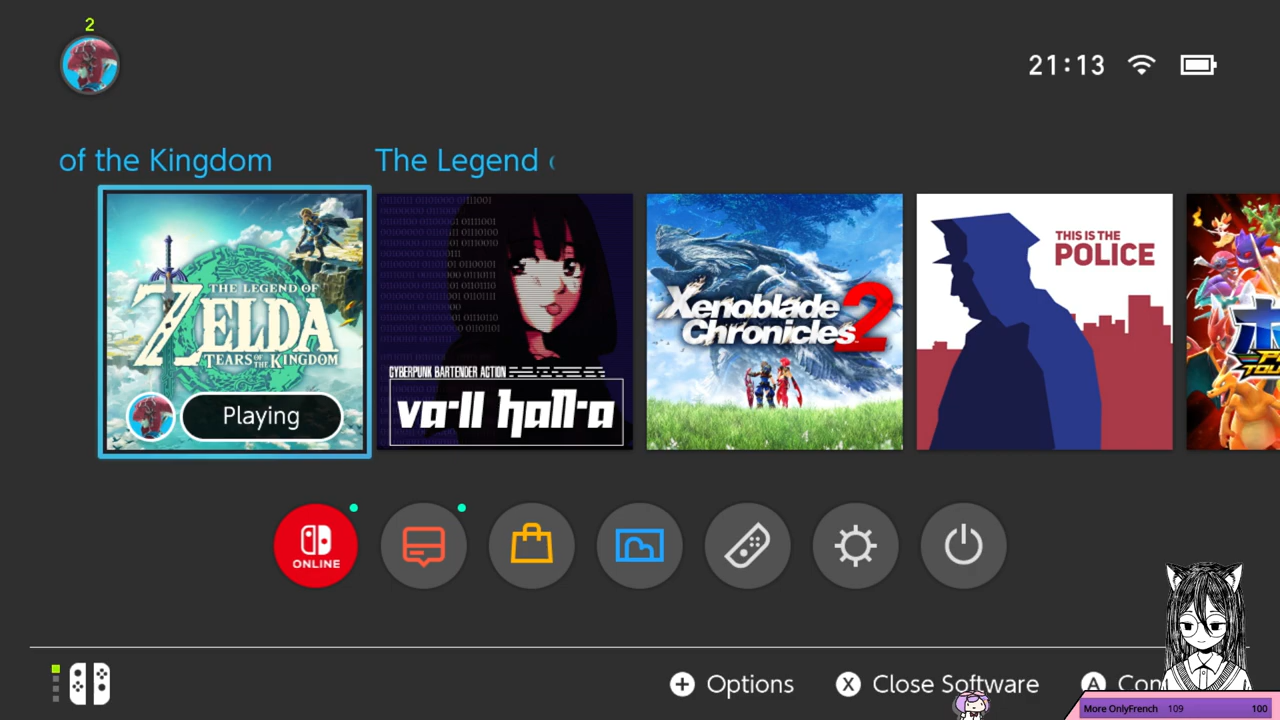 2
21:13
of the Kingdom The Legend
THE LEGEND OF
ZELDA
TEARS OF THE KINGDOM
Playing
CYBERPUNK BARTENDER ACTION
va-11 hall-a
Xenoblade
Chronicles 2
THIS IS THE
POLICE
ONLINE
+ Options
X Close Software
A Con
More OnlyFrench 109 100